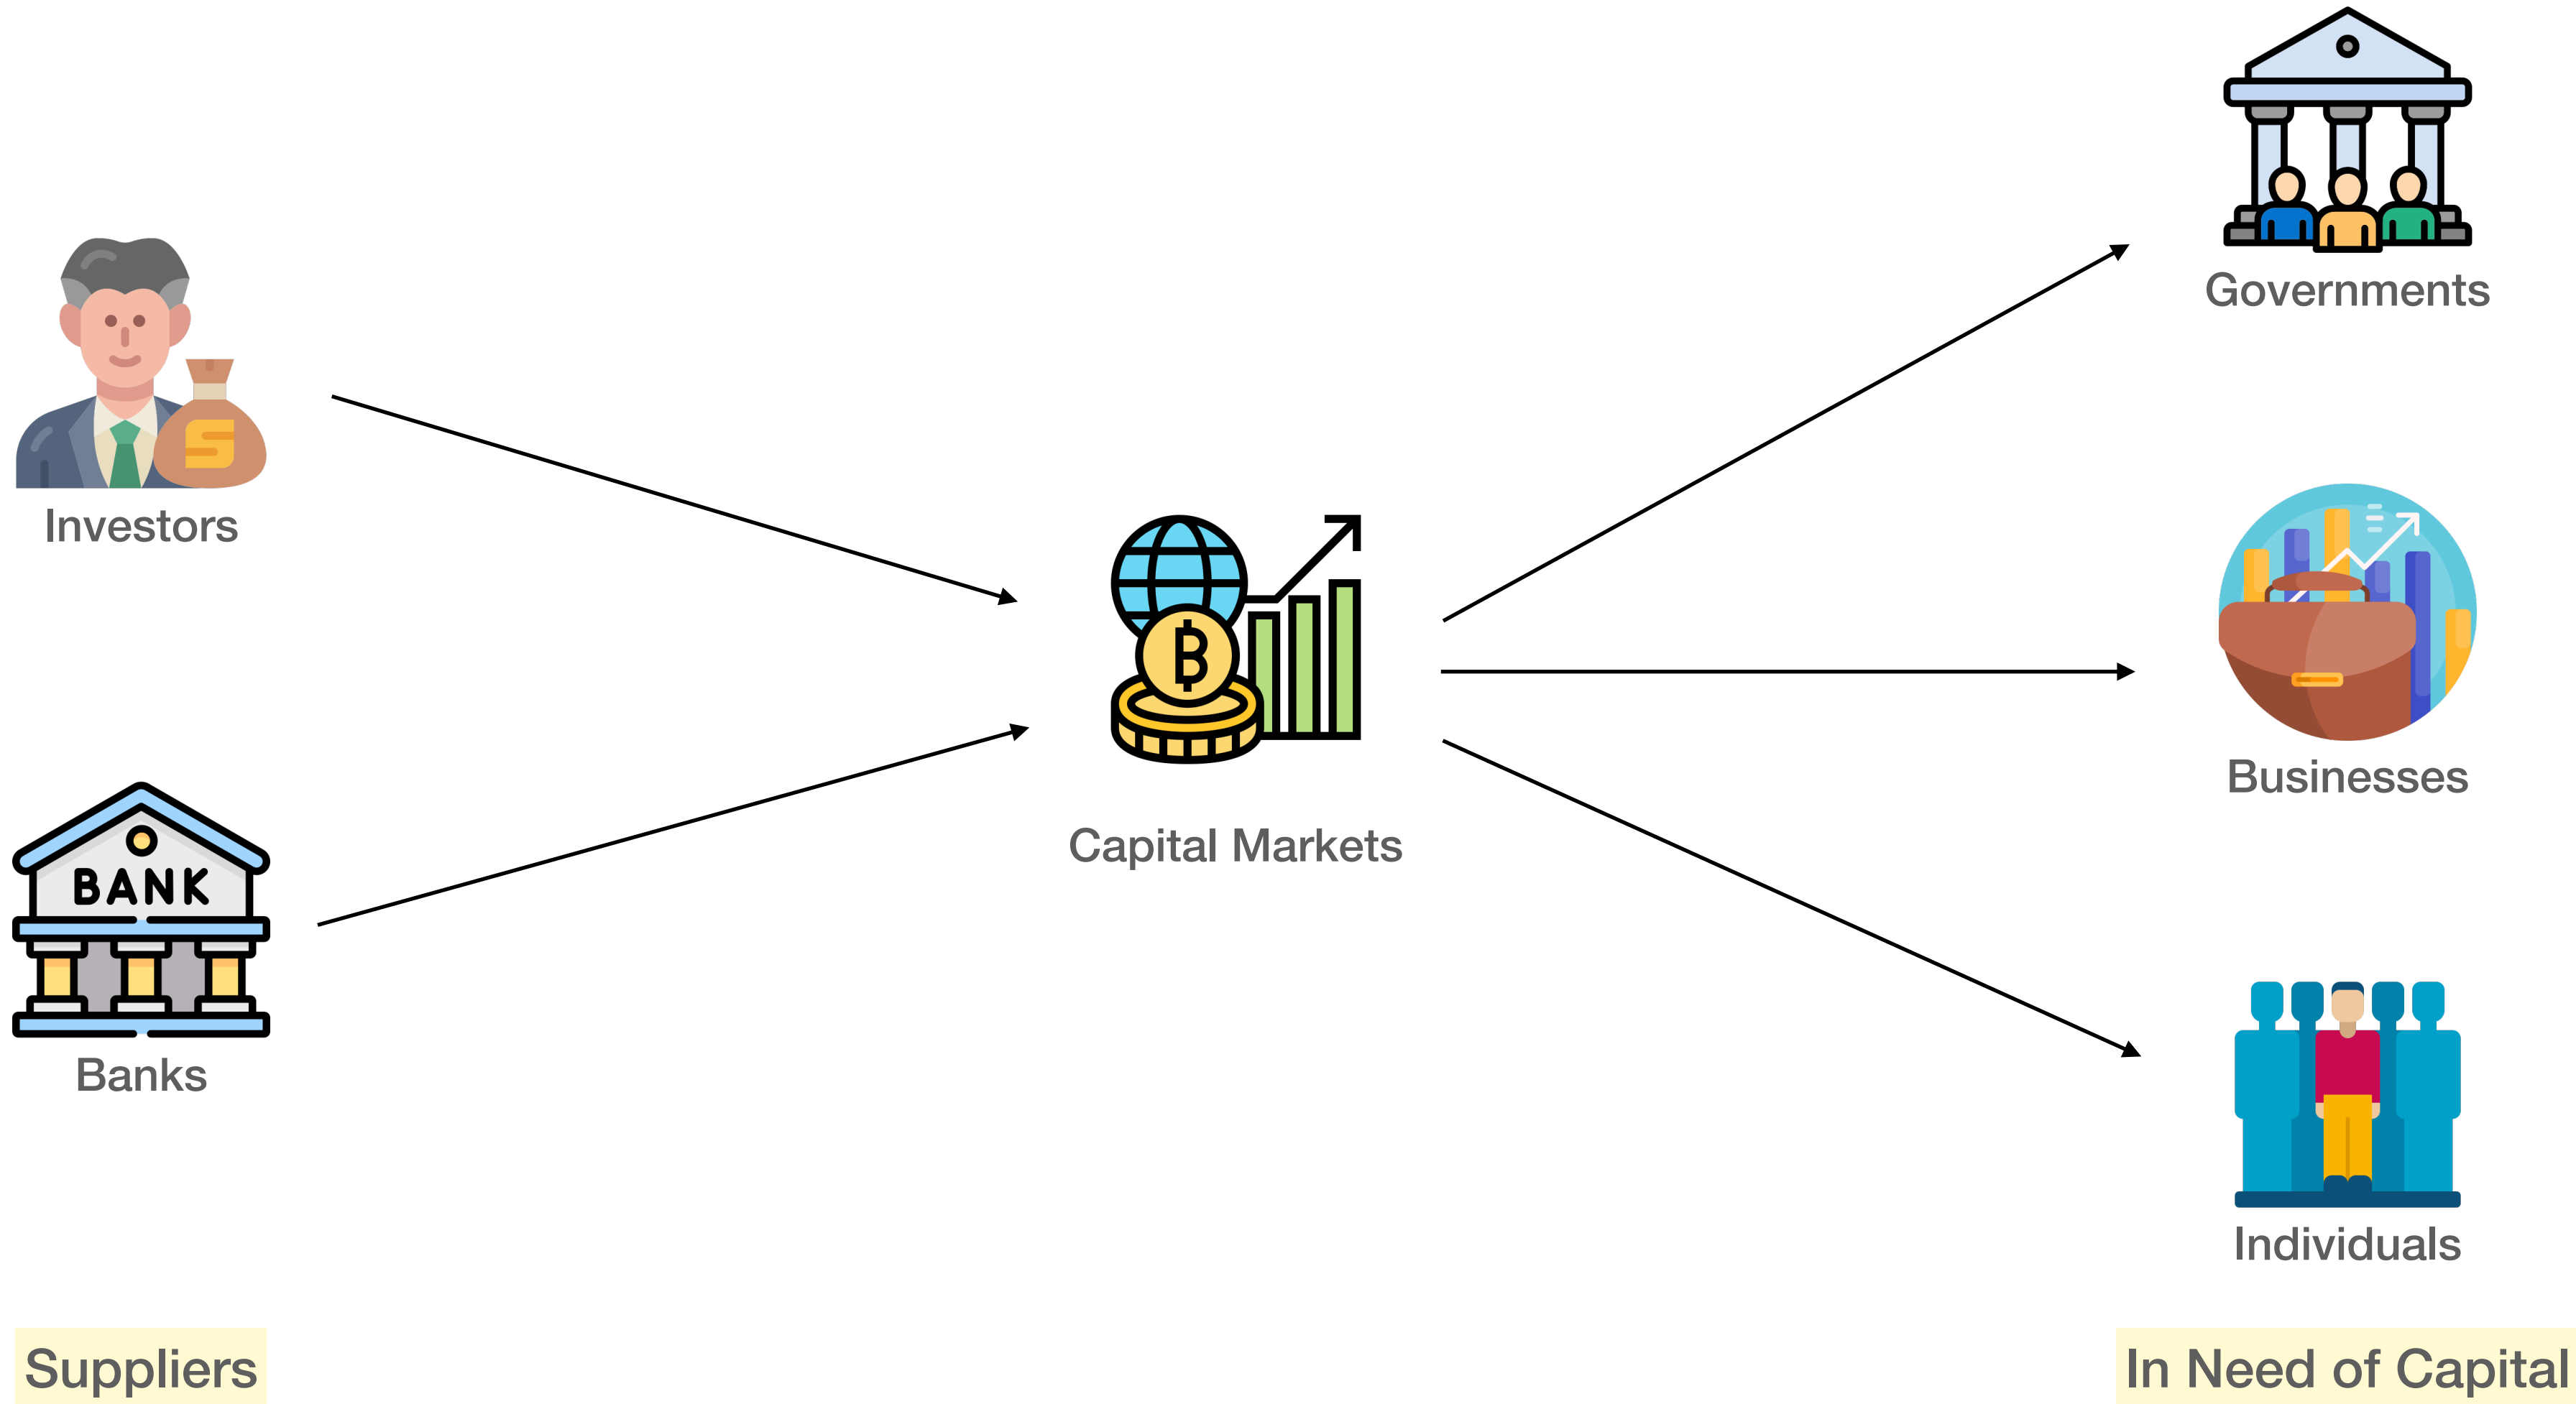 Governments
Investors
Businesses
Capital Markets
BANK
Banks
Individuals
Suppliers
In Need of Capital